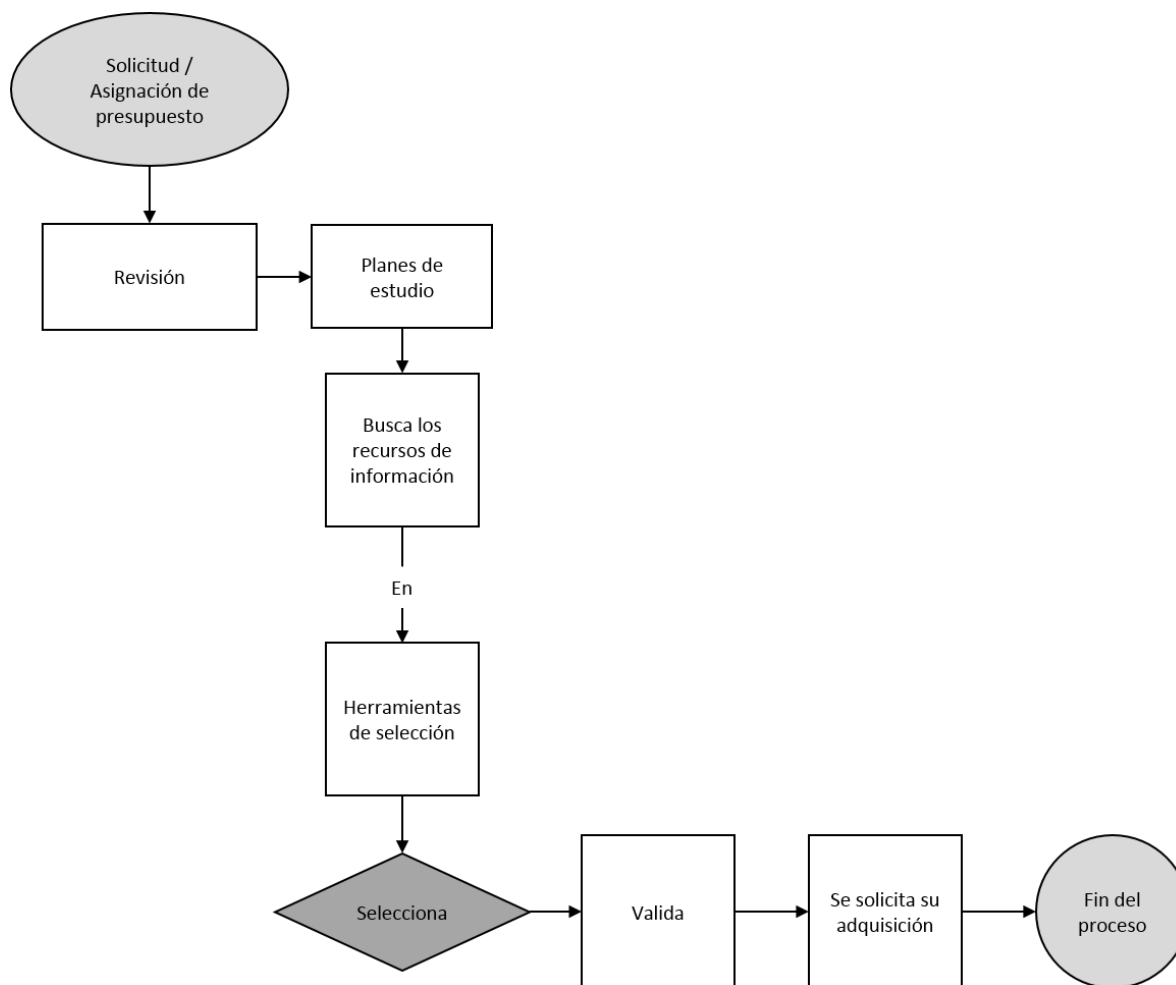 Solicitud /
Asignación de
presupuesto
Revisión
Planes de
estudio
Busca los
recursos de
información
En
Herramientas
de selección
Selecciona
Valida
Se solicita su
adquisición
Fin del
proceso